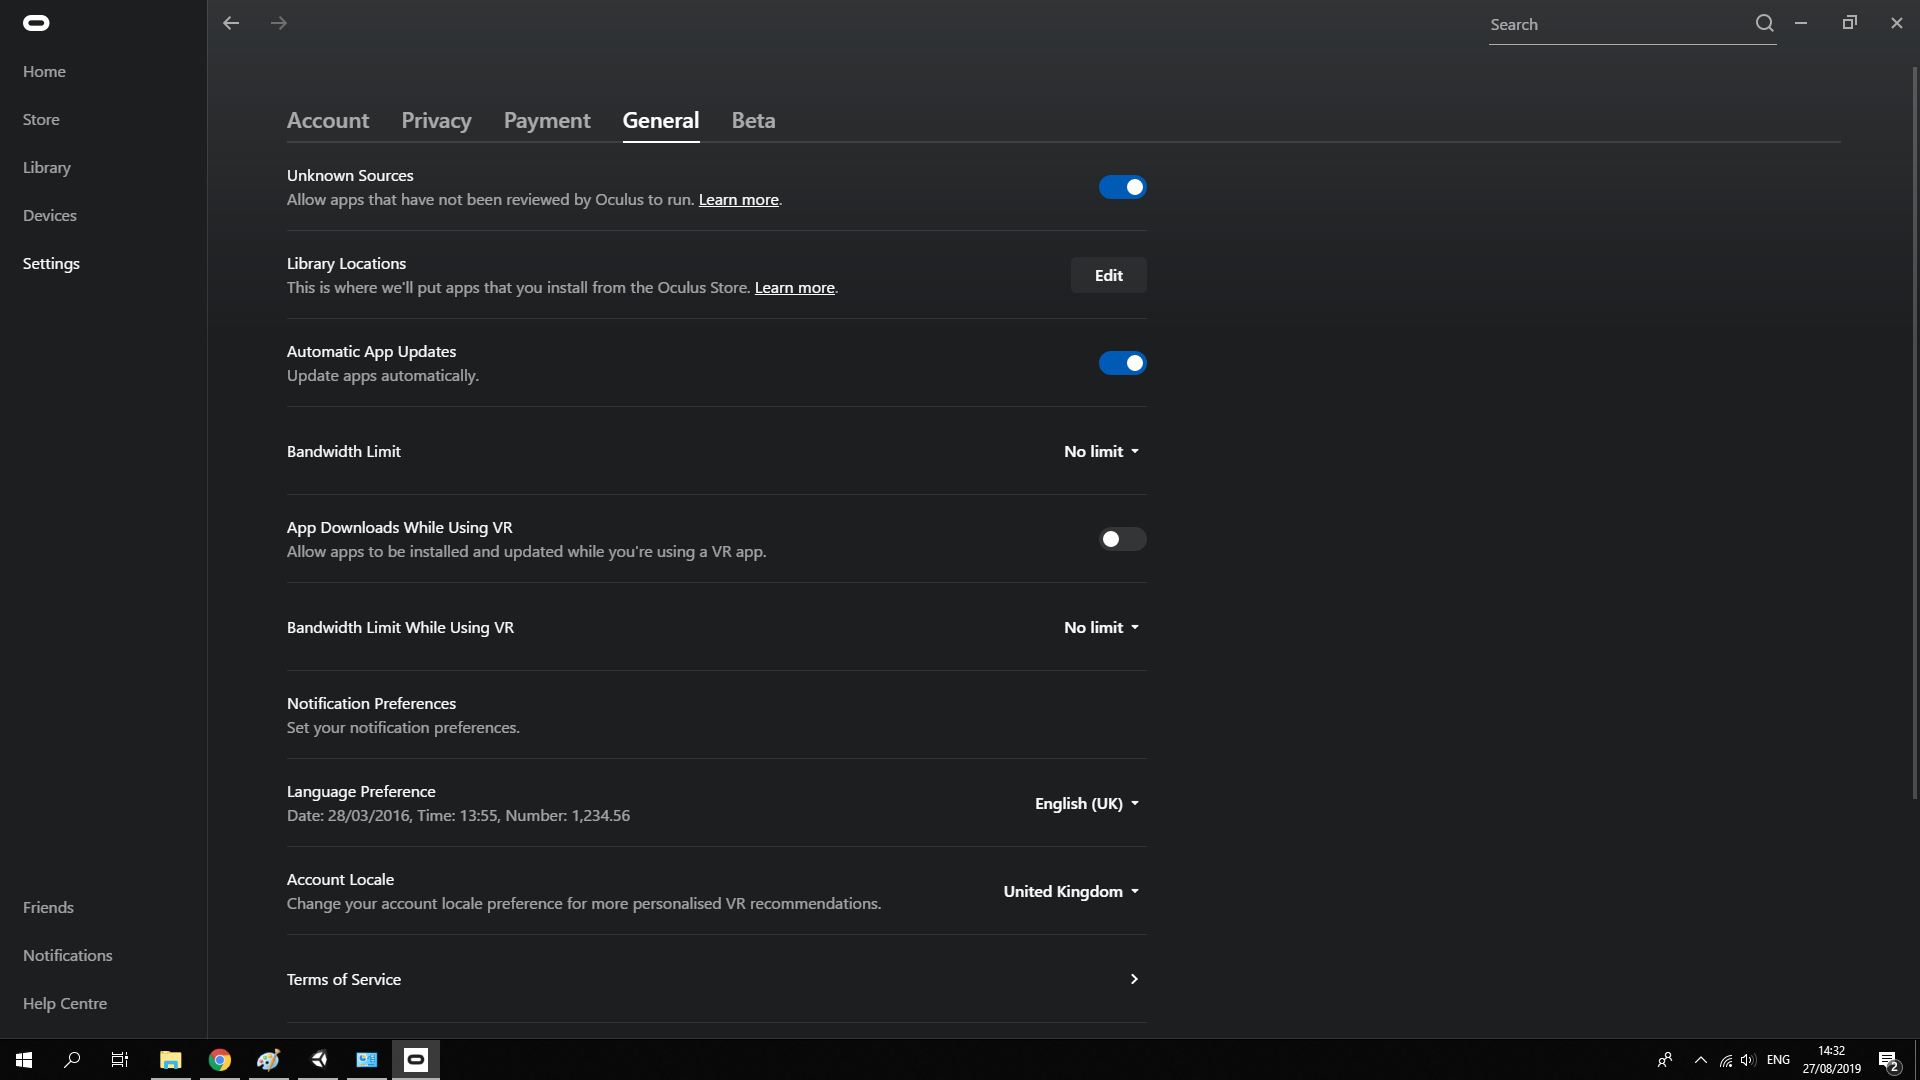 Search
Home
Store
Library
Devices
Settings
Friends
Notifications
Help Centre
Account Privacy Payment General Beta
Unknown Sources
Allow apps that have not been reviewed by Oculus to run. Learn more.
Library Locations
This is where we'll put apps that you install from the Oculus Store. Learn more.
Edit
Automatic App Updates
Update apps automatically.
Bandwidth Limit
No limit
App Downloads While Using VR
Allow apps to be installed and updated while you're using a VR app.
Bandwidth Limit While Using VR
No limit
Notification Preferences
Set your notification preferences.
Language Preference
Date: 28/03/2016, Time: 13:55, Number: 1,234.56
English (UK)
Account Locale
Change your account locale preference for more personalised VR recommendations.
United Kingdom
Terms of Service
ENG
14:32
27/08/2019
2